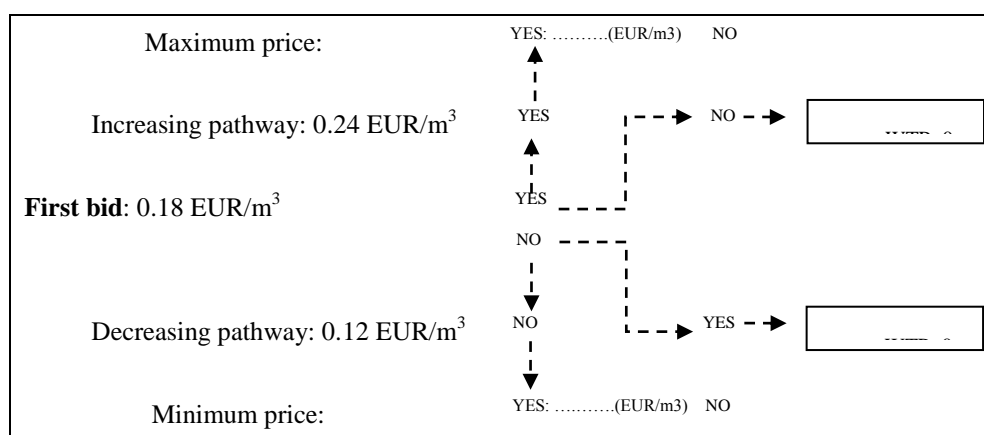 Maximum price: YES: ……….(EUR/m3) NO
Increasing pathway: 0.24 EUR/m³ YES NO
First bid: 0.18 EUR/m³ YES
NO
Decreasing pathway: 0.12 EUR/m³ NO YES
Minimum price: YES: ….…….(EUR/m3) NO